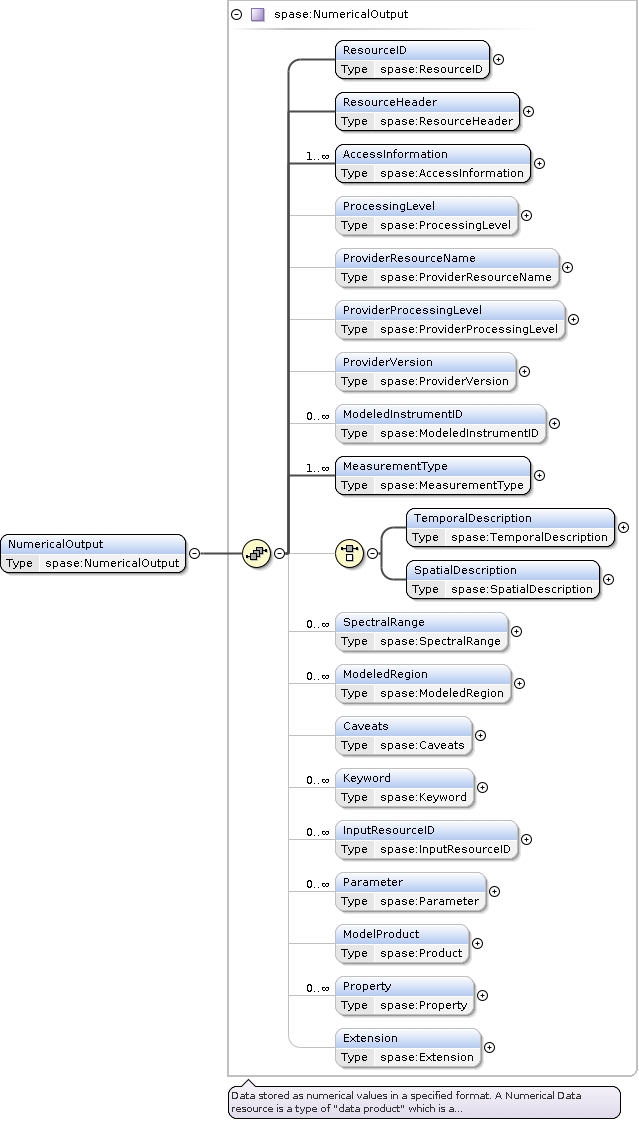 spase:NumericalOutput
ResourceID
Type spase:ResourceID
ResourceHeader
Type spase:ResourceHeader
1..∞
AccessInformation
Type spase:AccessInformation
ProcessingLevel
Type spase:ProcessingLevel
ProviderResourceName
Type spase:ProviderResourceName
ProviderProcessingLevel
Type spase:ProviderProcessingLevel
ProviderVersion
Type spase:ProviderVersion
0..∞
ModeledInstrumentID
Type spase:ModeledInstrumentID
1..∞
MeasurementType
Type spase:MeasurementType
NumericalOutput
Type spase:NumericalOutput
TemporalDescription
Type spase:TemporalDescription
SpatialDescription
Type spase:SpatialDescription
0..∞
SpectralRange
Type spase:SpectralRange
0..∞
ModeledRegion
Type spase:ModeledRegion
Caveats
Type spase:Caveats
0..∞
Keyword
Type spase:Keyword
0..∞
InputResourceID
Type spase:InputResourceID
0..∞
Parameter
Type spase:Parameter
ModelProduct
Type spase:Product
0..∞
Property
Type spase:Property
Extension
Type spase:Extension
Data stored as numerical values in a specified format. A Numerical Data
resource is a type of "data product" which is a...